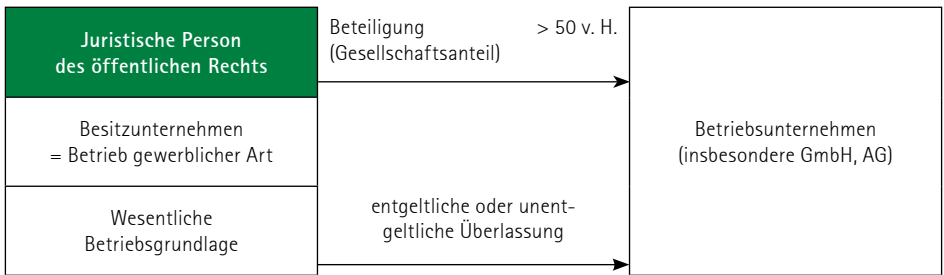 Juristische Person
des öffentlichen Rechts
Beteiligung > 50 v. H.
(Gesellschaftsanteil)
Besitzunternehmen
= Betrieb gewerblicher Art
Betriebsunternehmen
(insbesondere GmbH, AG)
Wesentliche
Betriebsgrundlage
entgeltliche oder unent-
geltliche Überlassung